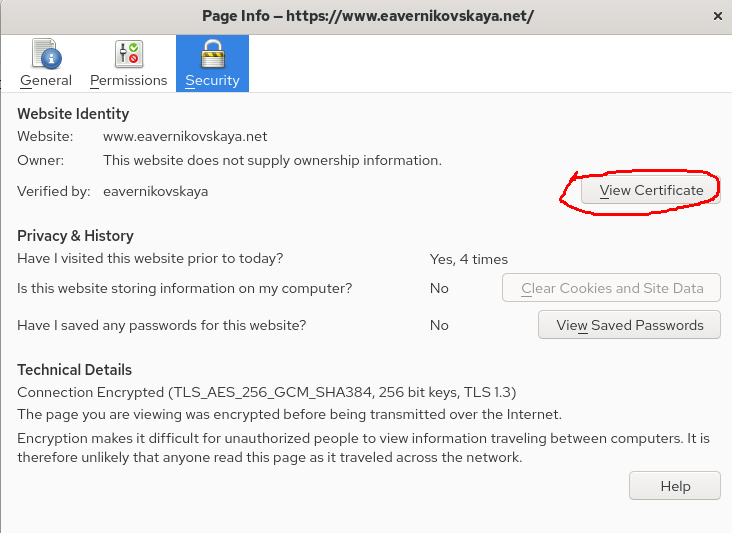 Page Info — https://www.eavernikovskaya.net/
General Permissions Security
Website Identity
Website: www.eavernikovskaya.net
Owner: This website does not supply ownership information.
Verified by: eavernikovskaya View Certificate
Privacy & History
Have I visited this website prior to today? Yes, 4 times
Is this website storing information on my computer? No Clear Cookies and Site Data
Have I saved any passwords for this website? No View Saved Passwords
Technical Details
Connection Encrypted (TLS_AES_256_GCM_SHA384, 256 bit keys, TLS 1.3)
The page you are viewing was encrypted before being transmitted over the Internet.
Encryption makes it difficult for unauthorized people to view information traveling between computers. It is
therefore unlikely that anyone read this page as it traveled across the network.
Help